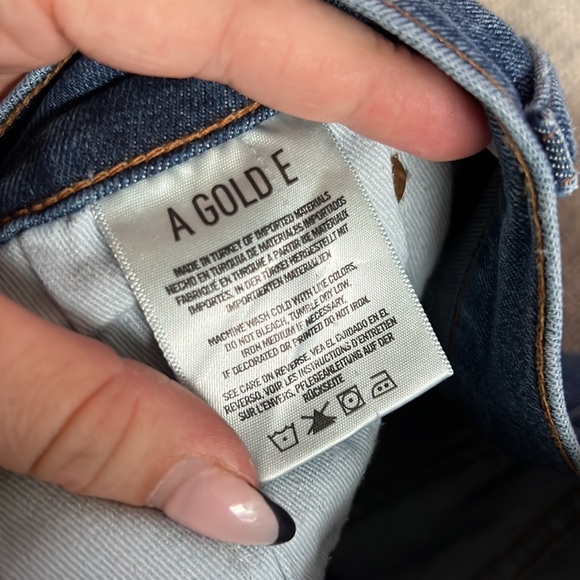 A GOLD E
MADE IN TURKEY OF IMPORTED MATERIALS
HECHO EN TURQUIA DE MATERIALES IMPORTADOS
FABRIQUÉ EN TURQUIE A PARTIR DE MATÉRIAUX
IMPORTÉS, IN DER TÜRKEI HERGESTELLT MIT
IMPORTIERTEN MATERIALIEN
MACHINE WASH COLD WITH LIKE COLORS,
DO NOT BLEACH, TUMBLE DRY LOW,
IRON MEDIUM IF NECESSARY,
IF DECORATED OR PRINTED DO NOT IRON.
SEE CARE ON REVERSE, VEA EL CUIDADO EN EL
REVERSO, VOIR LES INSTRUCTIONS D'ENTRETIEN
SUR L'ENVERS, PFLEGEANLEITUNG AUF DER
RÜCKSEITE